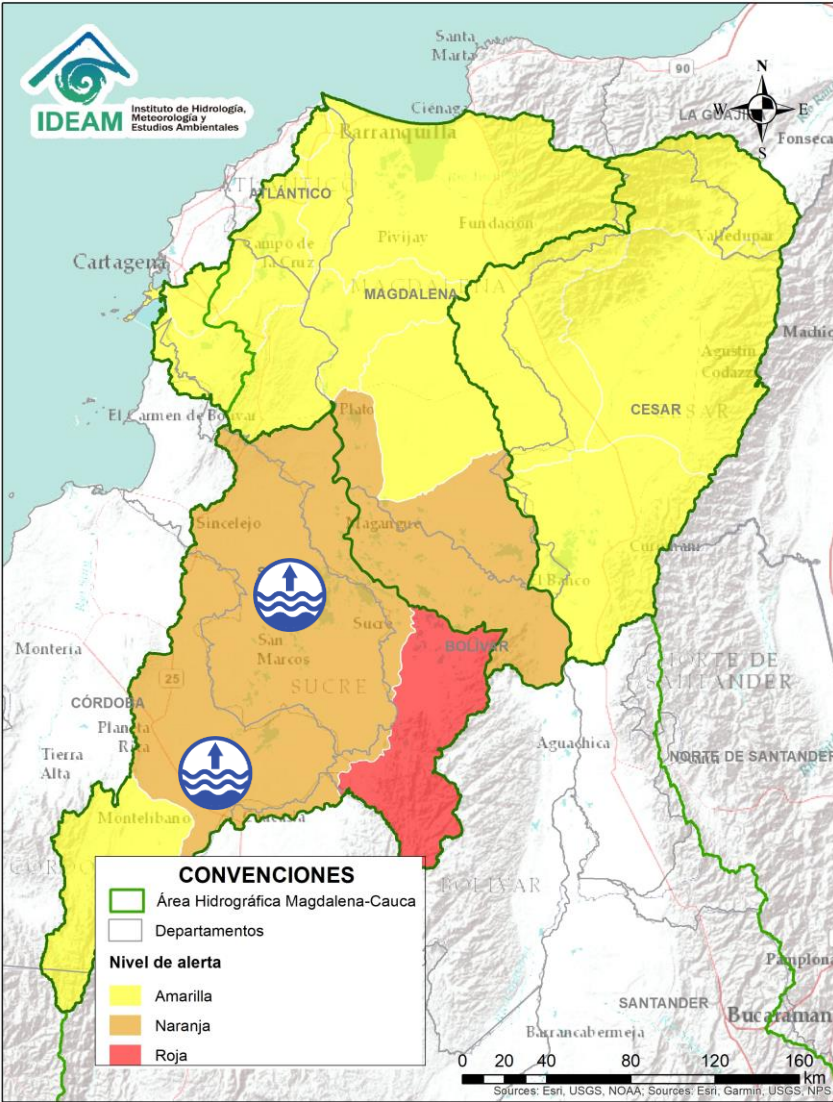 Santa
Marta
90
N
W
E
S
IDEAM
Instituto de Hidrología,
Meteorología y
Estudios Ambientales
Ciénaga
LA GUAJIRA
Fonseca
Barranquilla
ATLÁNTICO
Fundación
Pivijay
Valledupar
Campo de
la Cruz
Cartagena
MAGDALENA
MAGDALENA
Agustín
Codazzi
CESAR
El Carmen de Bolívar
Plato
Sincelejo
Magangue
El Banco
Sucre
BOLÍVAR
San
Marcos
Montería
SUCRE
25
NORTE DE
SANTANDER
CÓRDOBA
Planeta
Rica
Tierra
Alta
Aguachica
NORTE DE SANTANDER
Montelíbano
BOLÍVAR
CONVENCIONES
Área Hidrográfica Magdalena-Cauca
Departamentos
Nivel de alerta
Amarilla
Naranja
Roja
Pamplona
SANTANDER
Bucaraman
Barrancabermeja
0 20 40 80 120 160
km
Sources: Esri, USGS, NOAA; Sources: Esri, Garmin, USGS, NPS